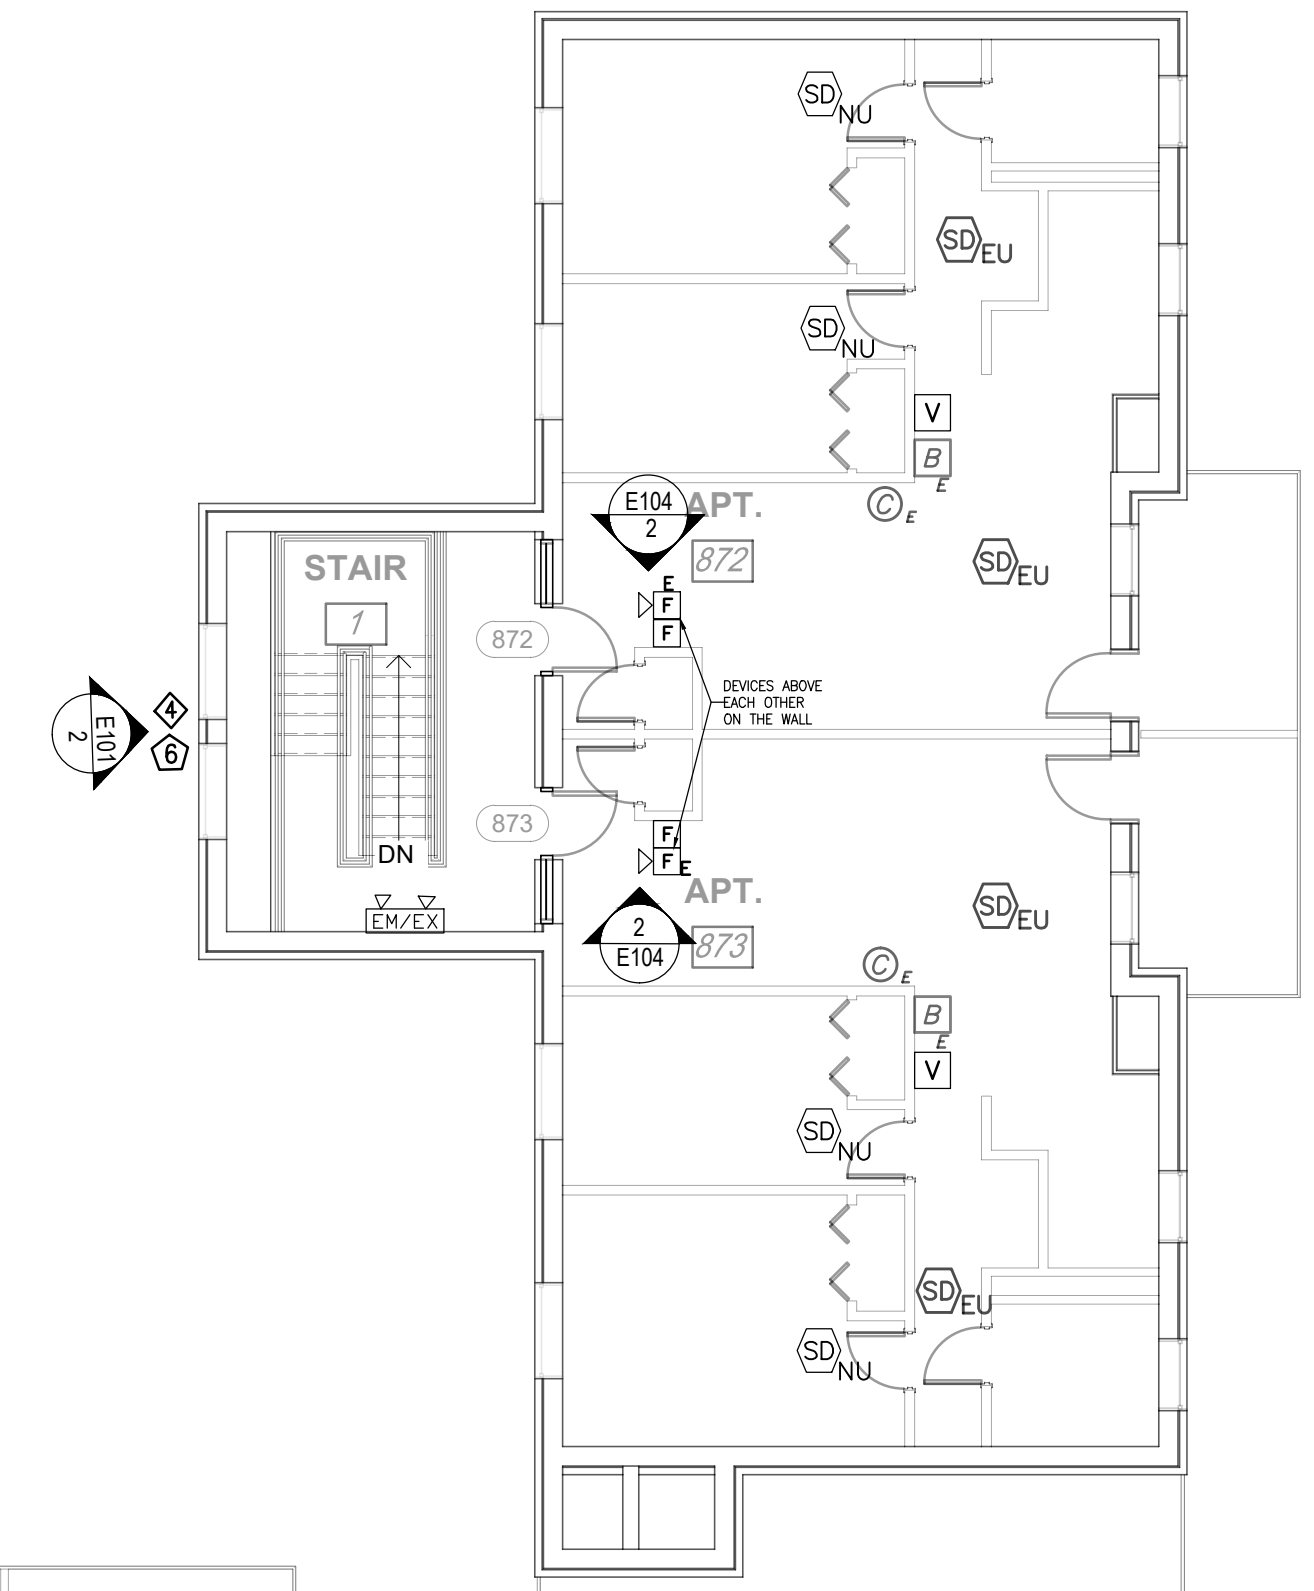 SD
NU
SD
EU
SD
NU
V
B
E
C
E
E104
2
APT.
872
SD
EU
STAIR
1
E
F
F
872
DEVICES ABOVE
EACH OTHER
ON THE WALL
4
6
E101
2
873
DN
F
F
E
EM/EX
APT.
873
2
E104
SD
EU
C
E
B
E
V
SD
NU
SD
EU
SD
NU